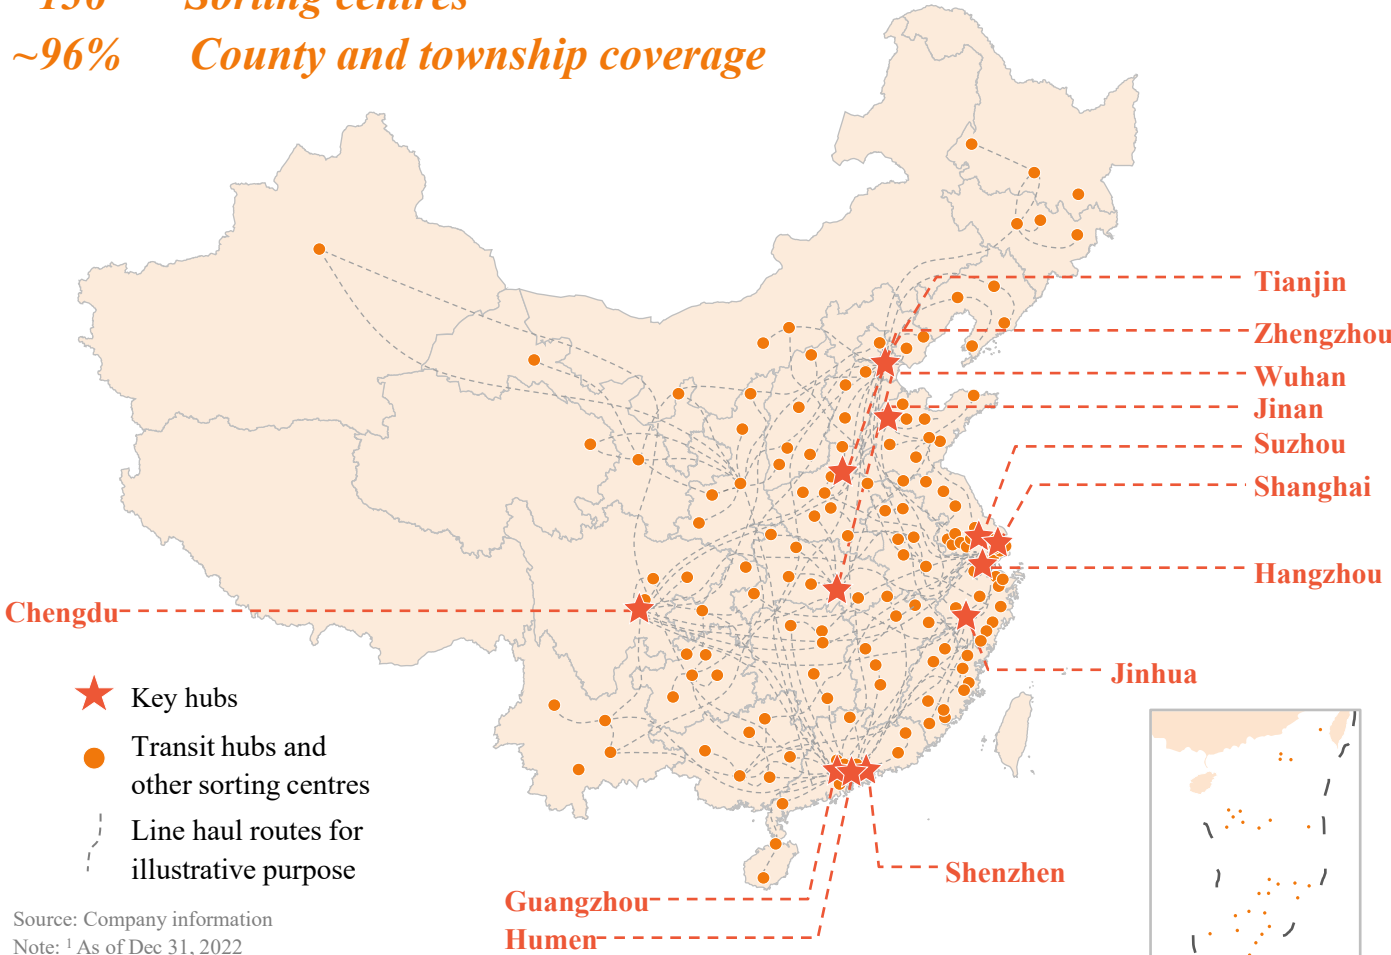 Sorting centres
~96% County and township coverage
Tianjin
Zhengzhou
Wuhan
Jinan
Suzhou
Shanghai
Hangzhou
Chengdu
Jinhua
Key hubs
Transit hubs and
other sorting centres
Line haul routes for
illustrative purpose
Shenzhen
Guangzhou
Humen
Source: Company information
Note: ¹ As of Dec 31, 2022